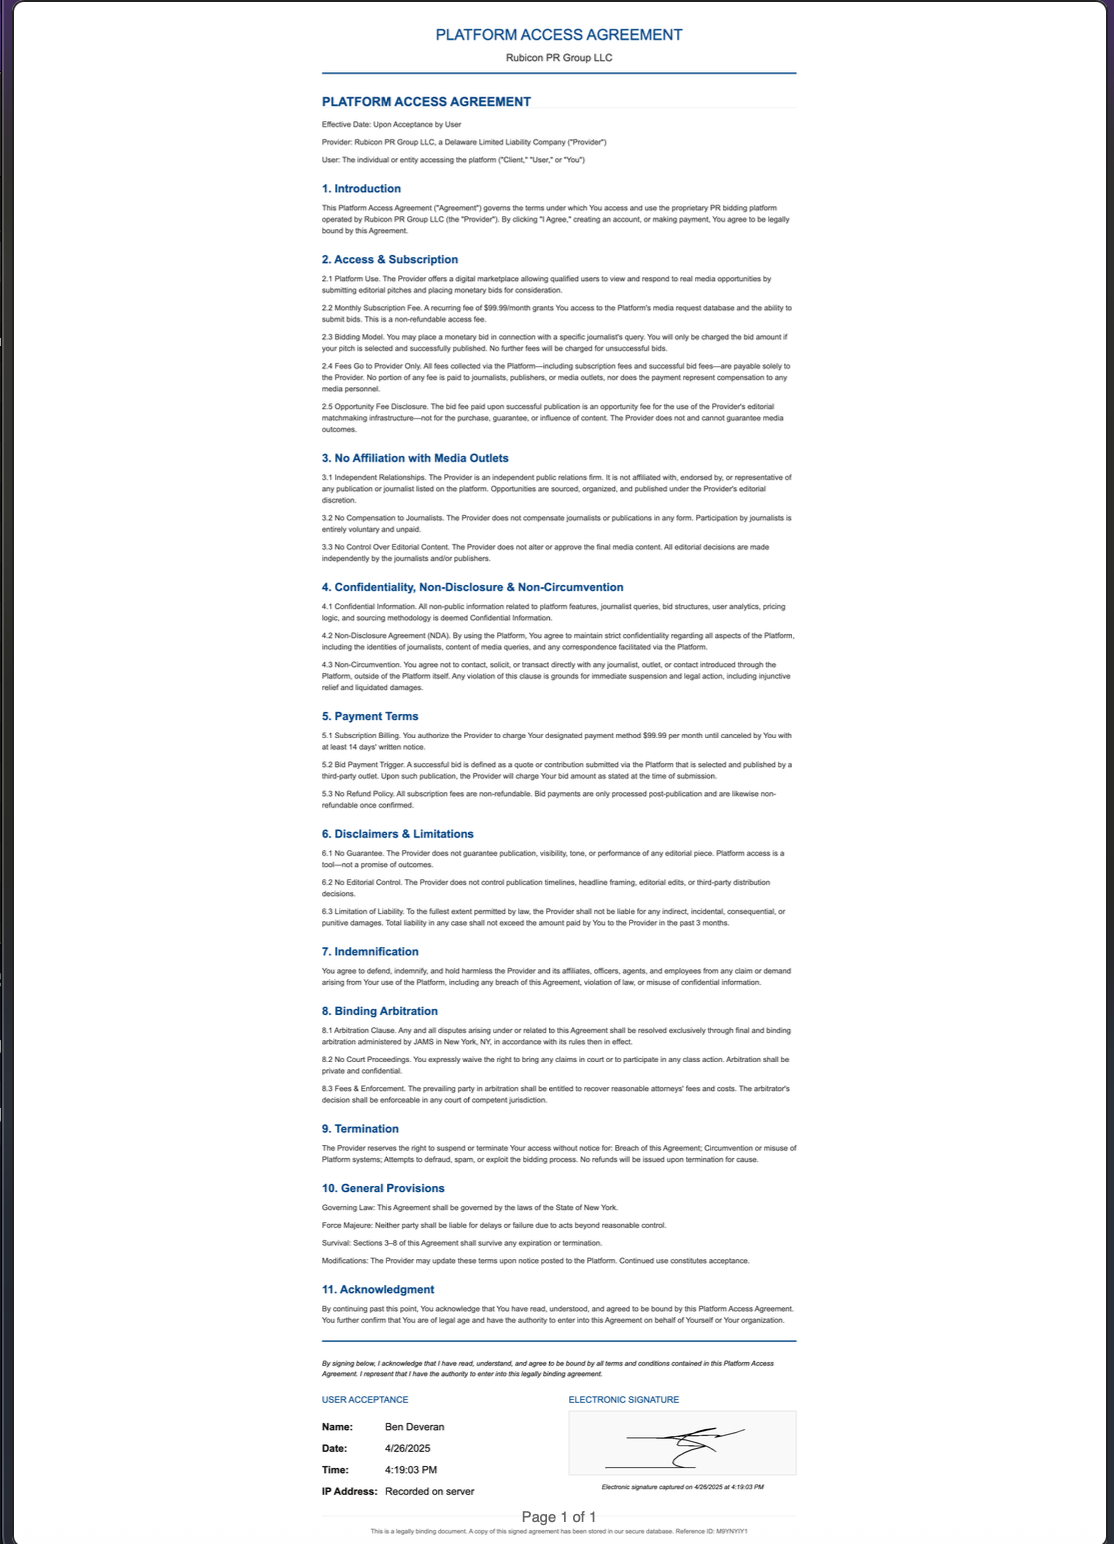 PLATFORM ACCESS AGREEMENT
Rubicon PR Group LLC
PLATFORM ACCESS AGREEMENT
Effective Date: Upon Acceptance by User
Provider: Rubicon PR Group LLC, a Delaware Limited Liability Company ("Provider")
User: The individual or entity accessing the platform ("Client," "User," or "You")
1. Introduction
This Platform Access Agreement ("Agreement") governs the terms under which You access and use the proprietary PR bidding platform
operated by Rubicon PR Group LLC (the "Provider"). By clicking "I Agree," creating an account, or making payment, You agree to be legally
bound by this Agreement.
2. Access & Subscription
2.1 Platform Use. The Provider offers a digital marketplace allowing qualified users to view and respond to real media opportunities by
submitting editorial pitches and placing monetary bids for consideration.
2.2 Monthly Subscription Fee. A recurring fee of $99.99/month grants You access to the Platform's media request database and the ability to
submit bids. This is a non-refundable access fee.
2.3 Bidding Model. You may place a monetary bid in connection with a specific journalist's query. You will only be charged the bid amount if
your pitch is selected and successfully published. No further fees will be charged for unsuccessful bids.
2.4 Fees Go to Provider Only. All fees collected via the Platform—including subscription fees and successful bid fees—are payable solely to
the Provider. No portion of any fee is paid to journalists, publishers, or media outlets, nor does the payment represent compensation to any
media personnel.
2.5 Opportunity Fee Disclosure. The bid fee paid upon successful publication is an opportunity fee for the use of the Provider's editorial
matchmaking infrastructure—not for the purchase, guarantee, or influence of content. The Provider does not and cannot guarantee media
outcomes.
3. No Affiliation with Media Outlets
3.1 Independent Relationships. The Provider is an independent public relations firm. It is not affiliated with, endorsed by, or representative of
any publication or journalist listed on the platform. Opportunities are sourced, organized, and published under the Provider's editorial
discretion.
3.2 No Compensation to Journalists. The Provider does not compensate journalists or publications in any form. Participation by journalists is
entirely voluntary and unpaid.
3.3 No Control Over Editorial Content. The Provider does not alter or approve the final media content. All editorial decisions are made
independently by the journalists and/or publishers.
4. Confidentiality, Non-Disclosure & Non-Circumvention
4.1 Confidential Information. All non-public information related to platform features, journalist queries, bid structures, user analytics, pricing
logic, and sourcing methodology is deemed Confidential Information.
4.2 Non-Disclosure Agreement (NDA). By using the Platform, You agree to maintain strict confidentiality regarding all aspects of the Platform,
including the identities of journalists, content of media queries, and any correspondence facilitated via the Platform.
4.3 Non-Circumvention. You agree not to contact, solicit, or transact directly with any journalist, outlet, or contact introduced through the
Platform, outside of the Platform itself. Any violation of this clause is grounds for immediate suspension and legal action, including injunctive
relief and liquidated damages.
5. Payment Terms
5.1 Subscription Billing. You authorize the Provider to charge Your designated payment method $99.99 per month until canceled by You with
at least 14 days' written notice.
5.2 Bid Payment Trigger. A successful bid is defined as a quote or contribution submitted via the Platform that is selected and published by a
third-party outlet. Upon such publication, the Provider will charge Your bid amount as stated at the time of submission.
5.3 No Refund Policy. All subscription fees are non-refundable. Bid payments are only processed post-publication and are likewise non-
refundable once confirmed.
6. Disclaimers & Limitations
6.1 No Guarantee. The Provider does not guarantee publication, visibility, tone, or performance of any editorial piece. Platform access is a
tool—not a promise of outcomes.
6.2 No Editorial Control. The Provider does not control publication timelines, headline framing, editorial edits, or third-party distribution
decisions.
6.3 Limitation of Liability. To the fullest extent permitted by law, the Provider shall not be liable for any indirect, incidental, consequential, or
punitive damages. Total liability in any case shall not exceed the amount paid by You to the Provider in the past 3 months.
7. Indemnification
You agree to defend, indemnify, and hold harmless the Provider and its affiliates, officers, agents, and employees from any claim or demand
arising from Your use of the Platform, including any breach of this Agreement, violation of law, or misuse of confidential information.
8. Binding Arbitration
8.1 Arbitration Clause. Any and all disputes arising under or related to this Agreement shall be resolved exclusively through final and binding
arbitration administered by JAMS in New York, NY, in accordance with its rules then in effect.
8.2 No Court Proceedings. You expressly waive the right to bring any claims in court or to participate in any class action. Arbitration shall be
private and confidential.
8.3 Fees & Enforcement. The prevailing party in arbitration shall be entitled to recover reasonable attorneys' fees and costs. The arbitrator's
decision shall be enforceable in any court of competent jurisdiction.
9. Termination
The Provider reserves the right to suspend or terminate Your access without notice for: Breach of this Agreement; Circumvention or misuse of
Platform systems; Attempts to defraud, spam, or exploit the bidding process. No refunds will be issued upon termination for cause.
10. General Provisions
Governing Law: This Agreement shall be governed by the laws of the State of New York.
Force Majeure: Neither party shall be liable for delays or failure due to acts beyond reasonable control.
Survival: Sections 3–8 of this Agreement shall survive any expiration or termination.
Modifications: The Provider may update these terms upon notice posted to the Platform. Continued use constitutes acceptance.
11. Acknowledgment
By continuing past this point, You acknowledge that You have read, understood, and agreed to be bound by this Platform Access Agreement.
You further confirm that You are of legal age and have the authority to enter into this Agreement on behalf of Yourself or Your organization.
By signing below, I acknowledge that I have read, understand, and agree to be bound by all terms and conditions contained in this Platform Access
Agreement. I represent that I have the authority to enter into this legally binding agreement.
USER ACCEPTANCE
Name: Ben Deveran
Date: 4/26/2025
Time: 4:19:03 PM
IP Address: Recorded on server
ELECTRONIC SIGNATURE
Electronic signature captured on 4/26/2025 at 4:19:03 PM
Page 1 of 1
This is a legally binding document. A copy of this signed agreement has been stored in our secure database. Reference ID: M9YNYIY1